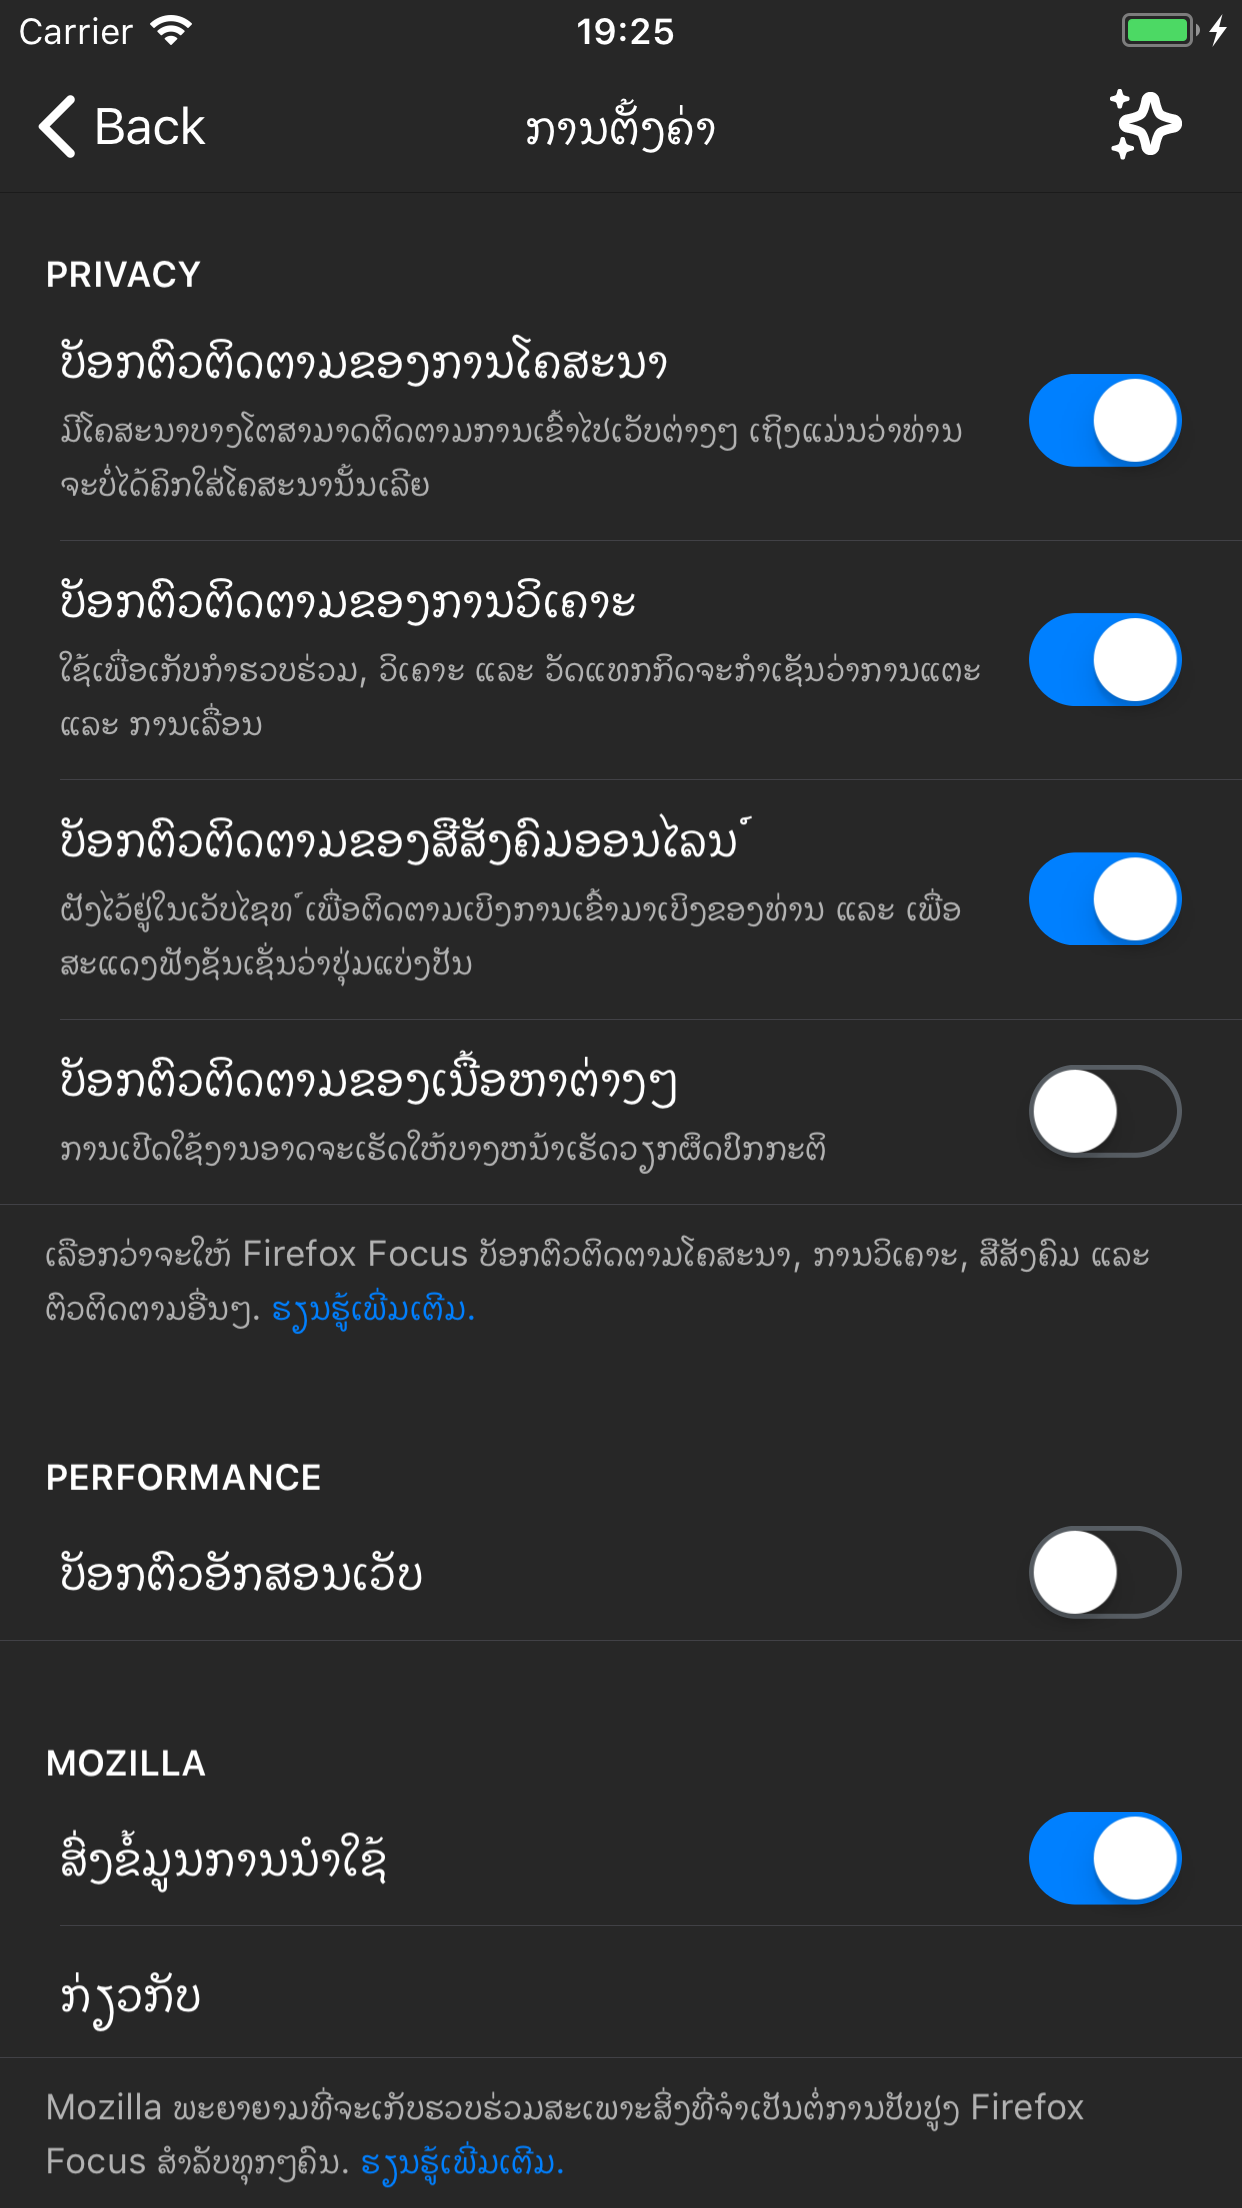 Carrier 19:25
Back ການຕັ້ງຄ່າ
PRIVACY
ບັອກຕົວຕິດຕາມຂອງການໂຄສະນາ
ມີໂຄສະນາບາງໂຕສາມາດຕິດຕາມການເຂົ້າໄປເວັບຕ່າງໆ ເຖິງແມ່ນວ່າທ່ານ
ຈະບໍ່ໄດ້ຄິກໃສ່ໂຄສະນານັ້ນເລີຍ
ບັອກຕົວຕິດຕາມຂອງການວິເຄາະ
ໃຊ້ເພື່ອເກັບກຳຮວບຮ່ວມ, ວິເຄາະ ແລະ ວັດແທກກິດຈະກຳເຊັນວ່າການແຕະ
ແລະ ການເລື່ອນ
ບັອກຕົວຕິດຕາມຂອງສືສັງຄົມອອນໄລນ໌
ຝັງໄວ້ຢູ່ໃນເວັບໄຊທ໌ເພື່ອຕິດຕາມເບິງການເຂົ້າມາເບິງຂອງທ່ານ ແລະ ເພື່ອ
ສະແດງຟັງຊັນເຊັ່ນວ່າປຸ່ມແບ່ງປັນ
ບັອກຕົວຕິດຕາມຂອງເນື້ອຫາຕ່າງໆ
ການເປີດໃຊ້ງານອາດຈະເຮັດໃຫ້ບາງຫນ້າເຮັດວຽກຜິດປົກກະຕິ
ເລືອກວ່າຈະໃຫ້ Firefox Focus ບັອກຕົວຕິດຕາມໂຄສະນາ, ການວິເຄາະ, ສືສັງຄົມ ແລະ
ຕົວຕິດຕາມອື່ນໆ. ຮຽນຮູ້ເພີ່ມເຕີມ.
PERFORMANCE
ບັອກຕົວອັກສອນເວັບ
MOZILLA
ສົ່ງຂໍ້ມູນການນຳໃຊ້
ກ່ຽວກັບ
Mozilla ພະຍາຍາມທີ່ຈະເກັບຮວບຮ່ວມສະເພາະສິ່ງທີ່ຈຳເປັນຕໍ່ການປັບປູງ Firefox
Focus ສຳລັບທຸກໆຄົນ. ຮຽນຮູ້ເພີ່ມເຕີມ.